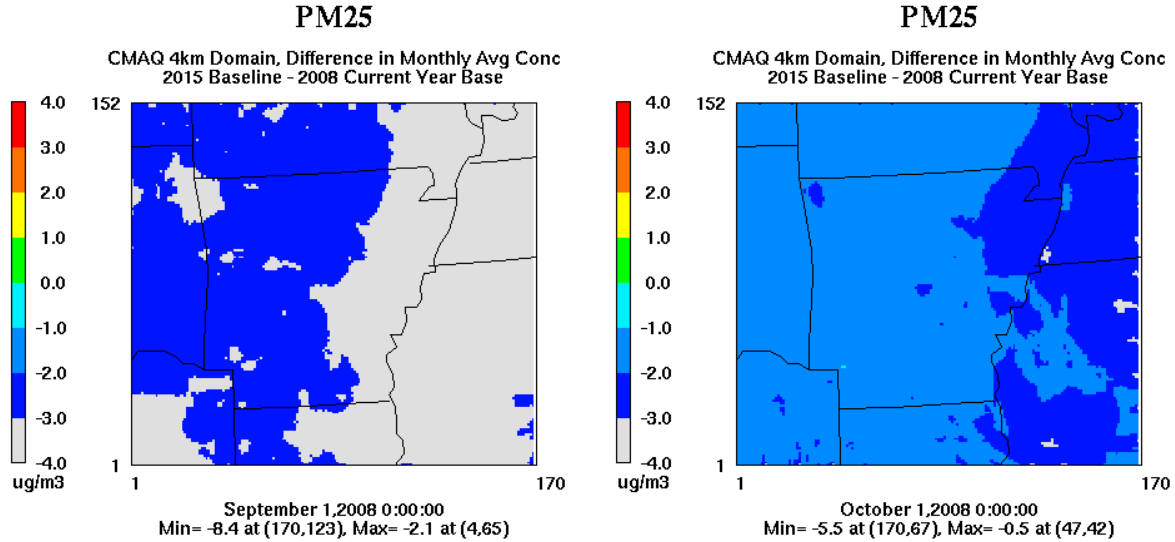 PM25
CMAQ 4km Domain, Difference in Monthly Avg Conc
2015 Baseline - 2008 Current Year Base
4.0
3.0
2.0
1.0
0.0
-1.0
-2.0
-3.0
-4.0
ug/m3
152
1
1
170
September 1,2008 0:00:00
Min= -8.4 at (170,123), Max= -2.1 at (4,65)
PM25
CMAQ 4km Domain, Difference in Monthly Avg Conc
2015 Baseline - 2008 Current Year Base
4.0
3.0
2.0
1.0
0.0
-1.0
-2.0
-3.0
-4.0
ug/m3
152
1
1
170
October 1,2008 0:00:00
Min= -5.5 at (170,67), Max= -0.5 at (47,42)